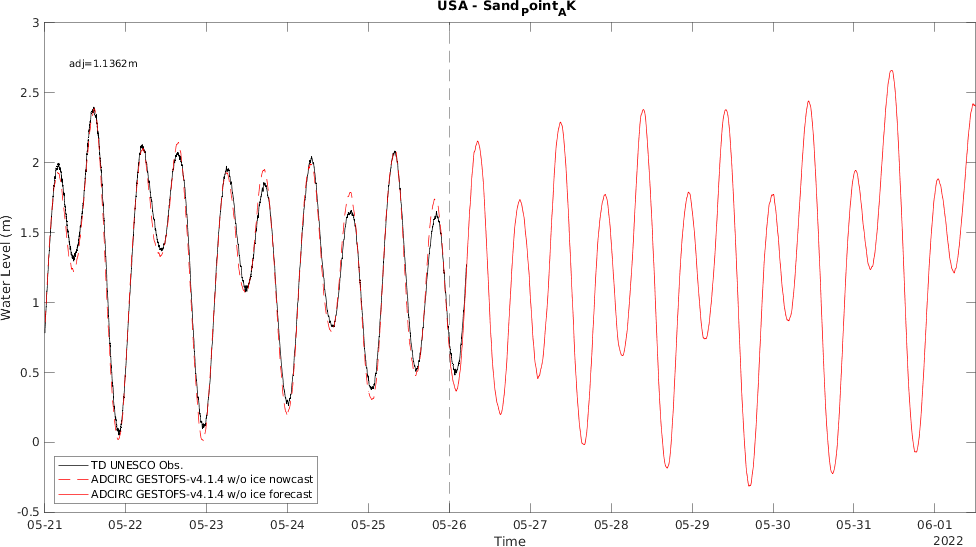 USA - Sand_Point_AK
3
2.5
2
1.5
1
0.5
0
-0.5
Water Level (m)
adj=1.1362m
TD UNESCO Obs.
ADCIRC GESTOFS-v4.1.4 w/o ice nowcast
ADCIRC GESTOFS-v4.1.4 w/o ice forecast
05-21 05-22 05-23 05-24 05-25 05-26 05-27 05-28 05-29 05-30 05-31 06-01
Time
2022